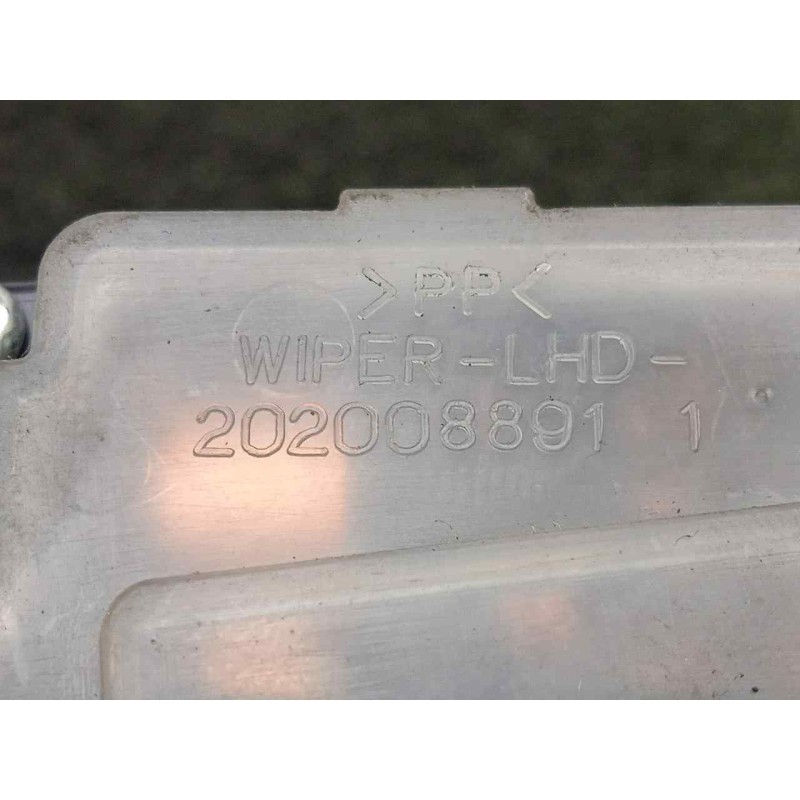 >PP<
WIPER-LHD-
202008891 1